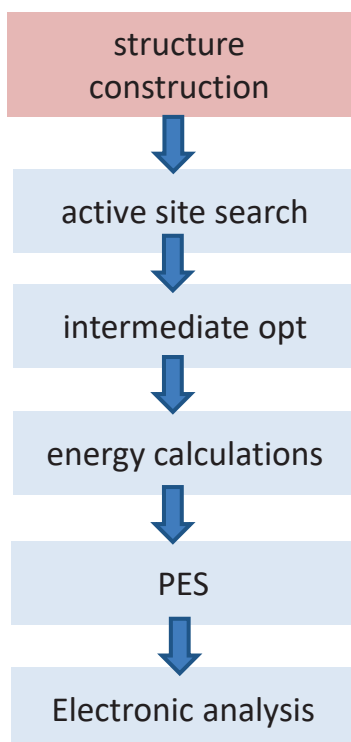 structure
construction
active site search
intermediate opt
energy calculations
PES
Electronic analysis